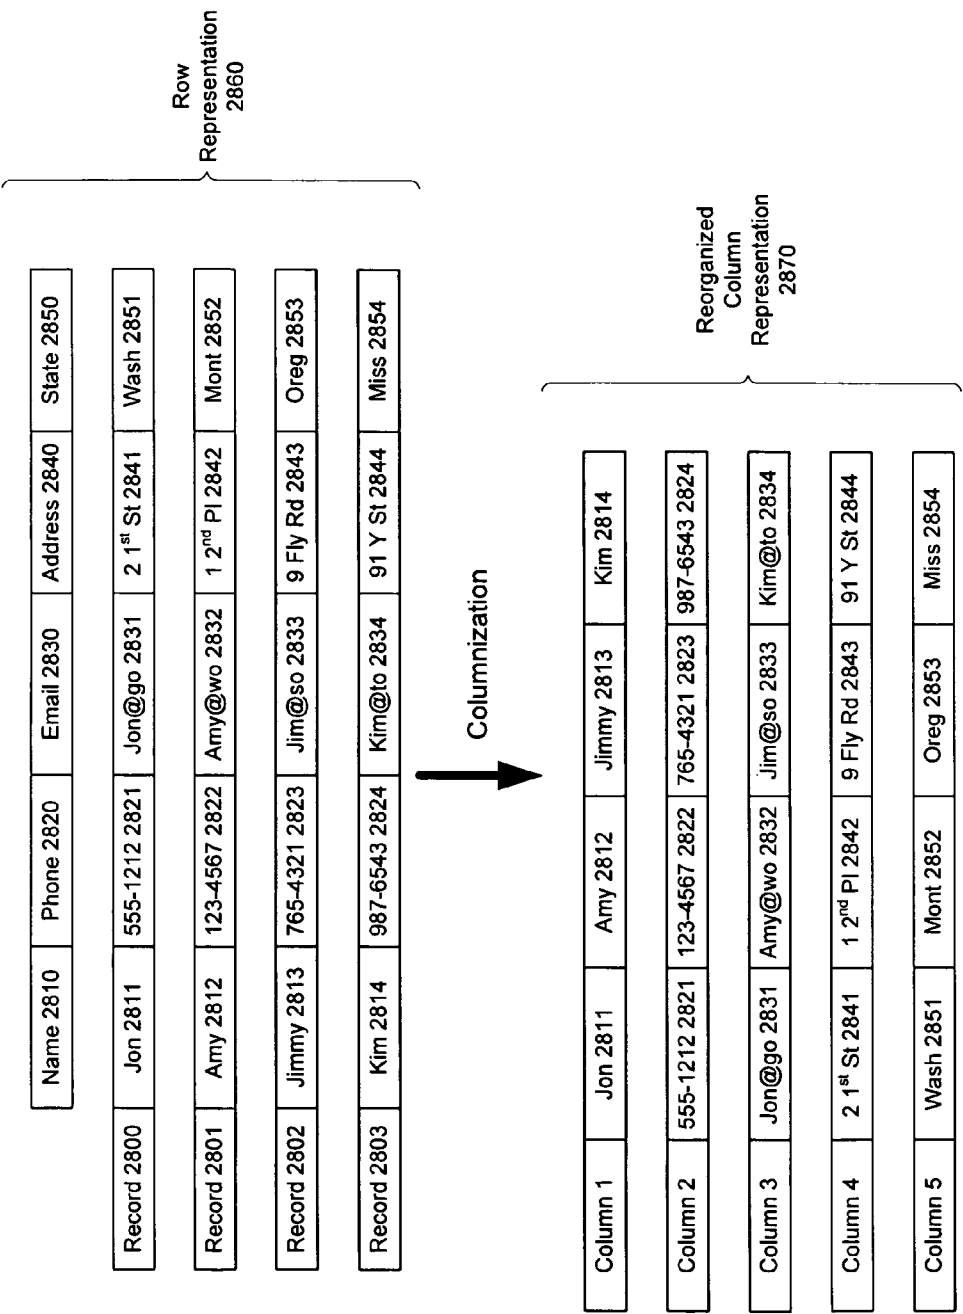 Name 2810 Phone 2820 Email 2830 Address 2840 State 2850
Record 2800 Jon 2811 555-1212 2821 Jon@go 2831 2 1st St 2841 Wash 2851
Record 2801 Amy 2812 123-4567 2822 Amy@wo 2832 1 2nd Pl 2842 Mont 2852
Record 2802 Jimmy 2813 765-4321 2823 Jim@so 2833 9 Fly Rd 2843 Oreg 2853
Record 2803 Kim 2814 987-6543 2824 Kim@to 2834 91 Y St 2844 Miss 2854
Row
Representation
2860
Columnization
Column 1 Jon 2811 Amy 2812 Jimmy 2813 Kim 2814
Column 2 555-1212 2821 123-4567 2822 765-4321 2823 987-6543 2824
Column 3 Jon@go 2831 Amy@wo 2832 Jim@so 2833 Kim@to 2834
Column 4 2 1st St 2841 1 2nd Pl 2842 9 Fly Rd 2843 91 Y St 2844
Column 5 Wash 2851 Mont 2852 Oreg 2853 Miss 2854
Reorganized
Column
Representation
2870